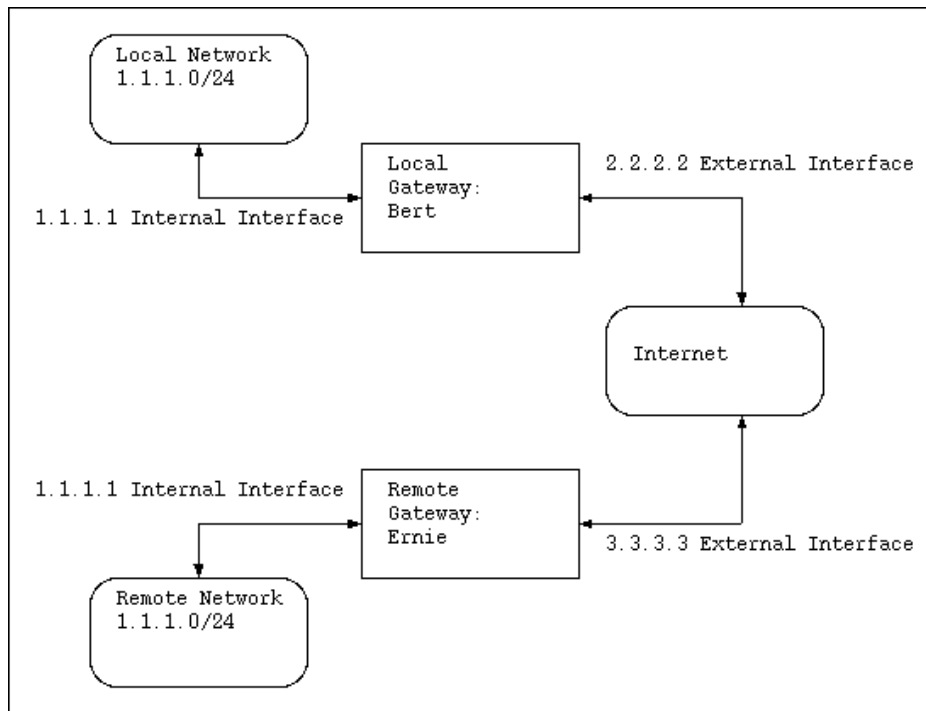 Local Network
1.1.1.0/24
Local
Gateway:
Bert
2.2.2.2 External Interface
1.1.1.1 Internal Interface
Internet
1.1.1.1 Internal Interface
Remote
Gateway:
Ernie
3.3.3.3 External Interface
Remote Network
1.1.1.0/24